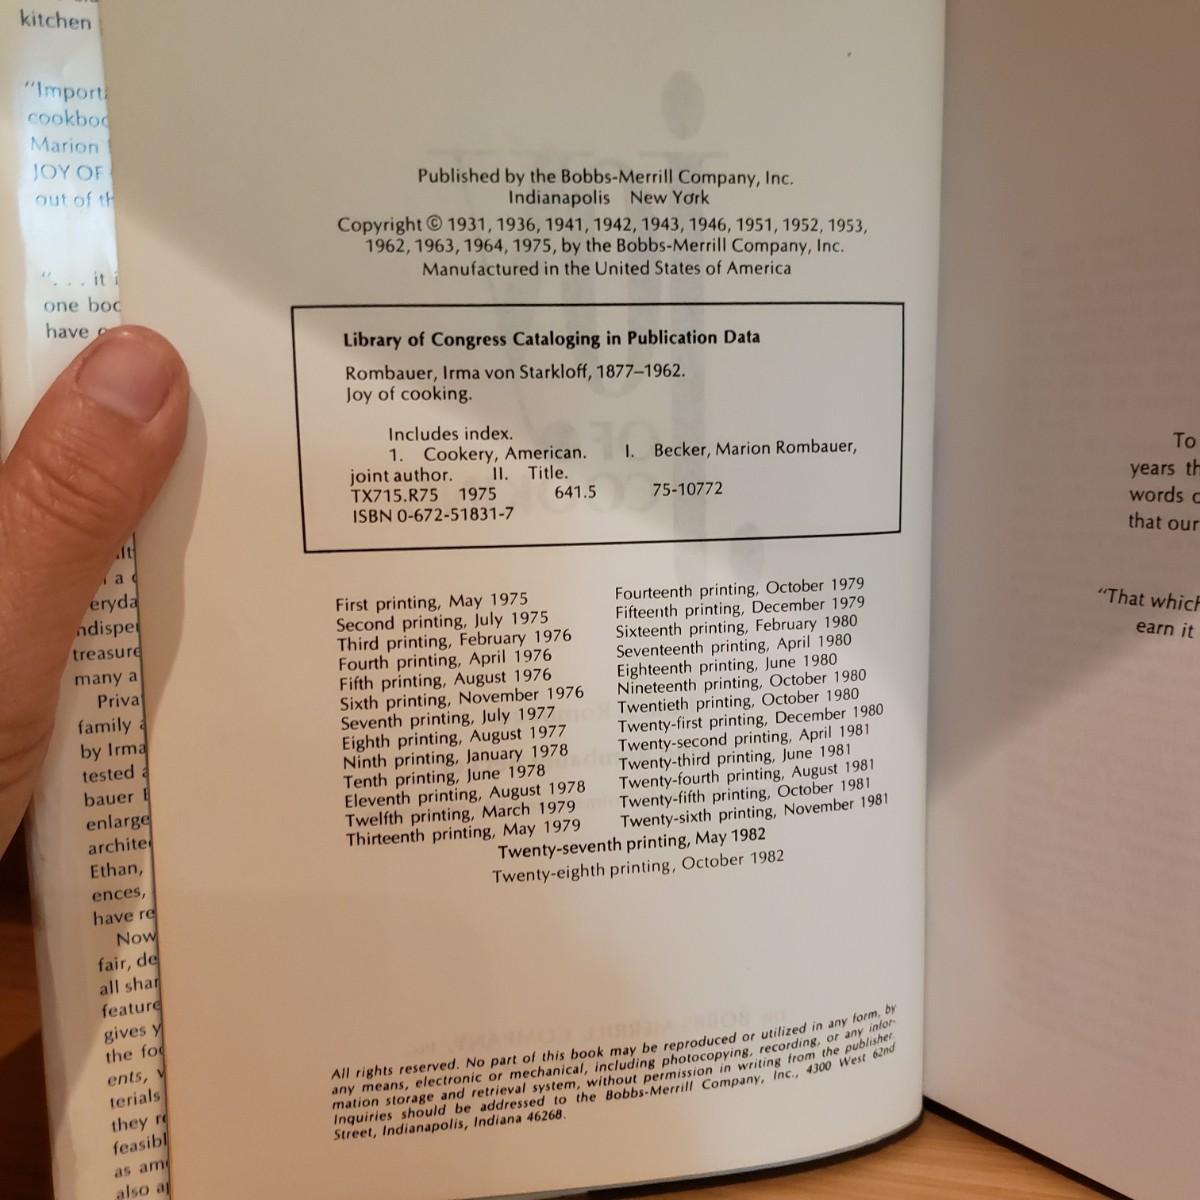 kitchen
"Import
cookboo
Marion
JOY OF
out of th
". . . it i
one boo
have
eryda
ndispe
treasure
many a
Priva
family a
by Irma
tested a
bauer
enlarge
archite
Ethan,
ences,
have re
Now
fair, de
all shar
feature
gives y
the foo
ents,
terials
they re
feasibl
as am
also a
Published by the Bobbs-Merrill Company, Inc.
Indianapolis New York
Copyright © 1931, 1936, 1941, 1942, 1943, 1946, 1951, 1952, 1953,
1962, 1963, 1964, 1975, by the Bobbs-Merrill Company, Inc.
Manufactured in the United States of America
Library of Congress Cataloging in Publication Data
Rombauer, Irma von Starkloff, 1877–1962.
Joy of cooking.
Includes index.
1. Cookery, American. I. Becker, Marion Rombauer,
joint author. II. Title.
TX715.R75 1975 641.5 75-10772
ISBN 0-672-51831-7
First printing, May 1975
Second printing, July 1975
Third printing, February 1976
Fourth printing, April 1976
Fifth printing, August 1976
Sixth printing, November 1976
Seventh printing, July 1977
Eighth printing, August 1977
Ninth printing, January 1978
Tenth printing, June 1978
Eleventh printing, August 1978
Twelfth printing, March 1979
Thirteenth printing, May 1979
Fourteenth printing, October 1979
Fifteenth printing, December 1979
Sixteenth printing, February 1980
Seventeenth printing, April 1980
Eighteenth printing, June 1980
Nineteenth printing, October 1980
Twentieth printing, October 1980
Twenty-first printing, December 1980
Twenty-second printing, April 1981
Twenty-third printing, June 1981
Twenty-fourth printing, August 1981
Twenty-fifth printing, October 1981
Twenty-sixth printing, November 1981
Twenty-seventh printing, May 1982
Twenty-eighth printing, October 1982
All rights reserved. No part of this book may be reproduced or utilized in any form, by
any means, electronic or mechanical, including photocopying, recording, or any infor-
mation storage and retrieval system, without permission in writing from the publisher.
Inquiries should be addressed to the Bobbs-Merrill Company, Inc., 4300 West 62nd
Street, Indianapolis, Indiana 46268.
To
years th
words o
that our
"That which
earn it